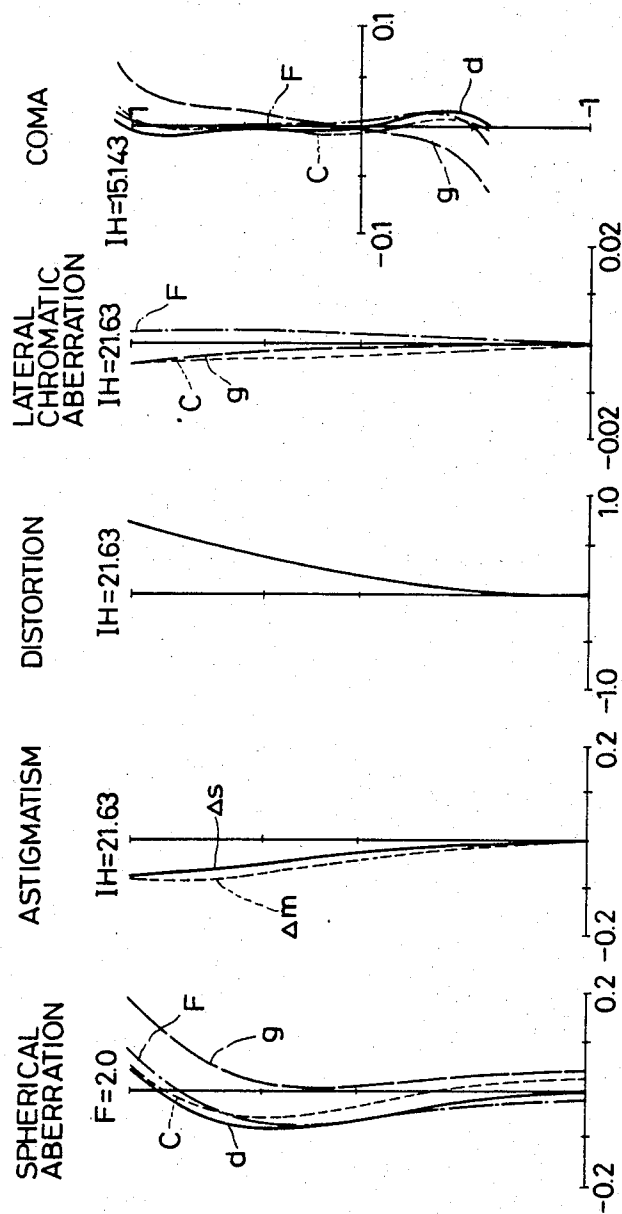 SPHERICAL
ABERRATION
F=2.0
C
F
d
g
-0.2
0.2
ASTIGMATISM
IH=21.63
Δs
Δm
-0.2
0.2
DISTORTION
IH=21.63
-1.0
1.0
LATERAL
CHROMATIC
ABERRATION
IH=21.63
F
C
g
-0.02
0.02
COMA
IH=15.143
1
F
C
d
g
-0.1
0.1
-1